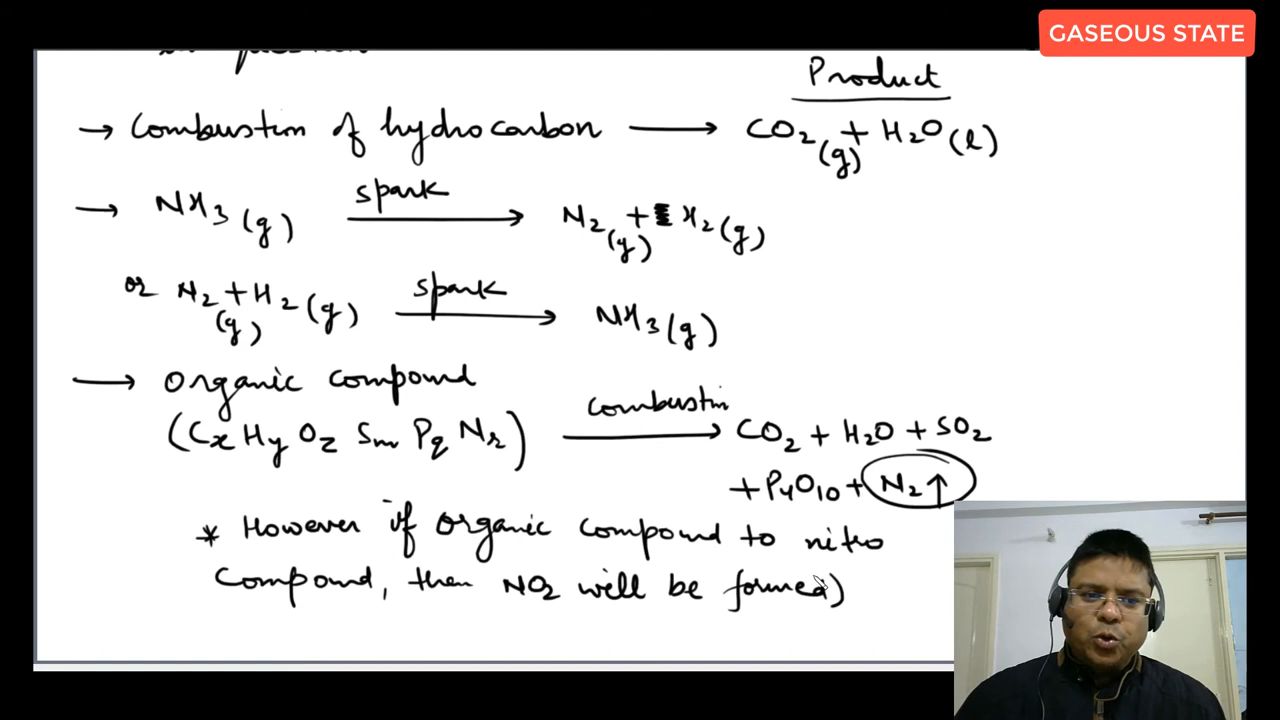 GASEOUS STATE
Product
→ Combustion of hydrocarbon ⟶ CO2(g) + H2O(l)
→ NH3(g) spark ⟶ N2(g) + H2(g)
or N2(g) + H2(g) spark ⟶ NH3(g)
→ Organic compound
(CxHyOzSmPqNr) combustin ⟶ CO2 + H2O + SO2
+ P4O10 + N2↑
* However if organic compound to nitro
compound, then NO2 will be formed)